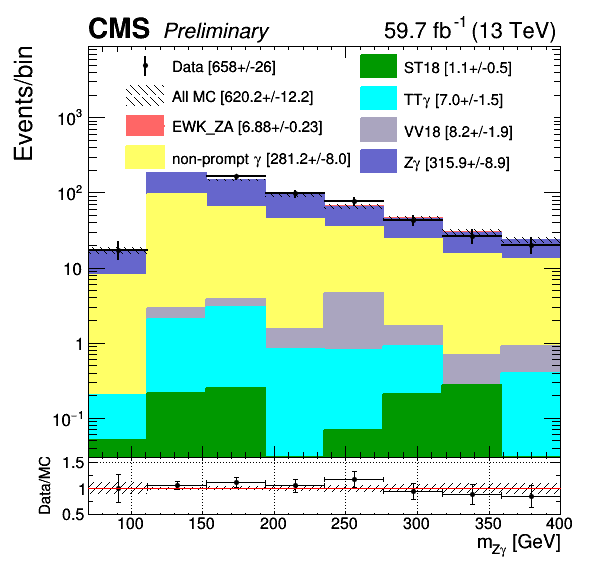 CMS Preliminary 59.7 fb⁻¹ (13 TeV)
Events/bin
Data [658+/-26]
All MC [620.2+/-12.2]
EWK_ZA [6.88+/-0.23]
non-prompt γ [281.2+/-8.0]
ST18 [1.1+/-0.5]
TTγ [7.0+/-1.5]
VV18 [8.2+/-1.9]
Zγ [315.9+/-8.9]
10³
10²
10
1
10⁻¹
Data/MC
1.5
1
0.5
100 150 200 250 300 350 400
m_Zγ [GeV]